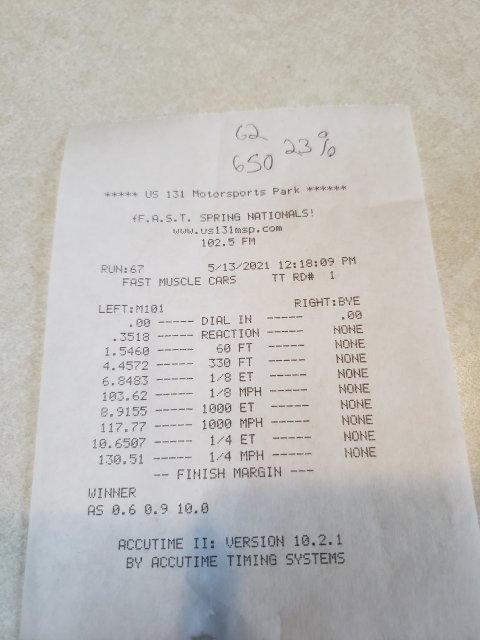 62
650 23%
***** US 131 Motorsports Park ******
fF.A.S.T. SPRING NATIONALS!
www.us131msp.com
102.5 FM
RUN:67 5/13/2021 12:18:09 PM
FAST MUSCLE CARS TT RD# 1
LEFT:M101 RIGHT:BYE
.00 ----- DIAL IN ----- .00
.3518 ----- REACTION ----- NONE
1.5460 ----- 60 FT ----- NONE
4.4572 ----- 330 FT ----- NONE
6.8483 ----- 1/8 ET ----- NONE
103.62 ----- 1/8 MPH ----- NONE
8.9155 ----- 1000 ET ----- NONE
117.77 ----- 1000 MPH ----- NONE
10.6507 ----- 1/4 ET ----- NONE
130.51 ----- 1/4 MPH ----- NONE
-- FINISH MARGIN ---
WINNER
AS 0.6 0.9 10.0
ACCUTIME II: VERSION 10.2.1
BY ACCUTIME TIMING SYSTEMS